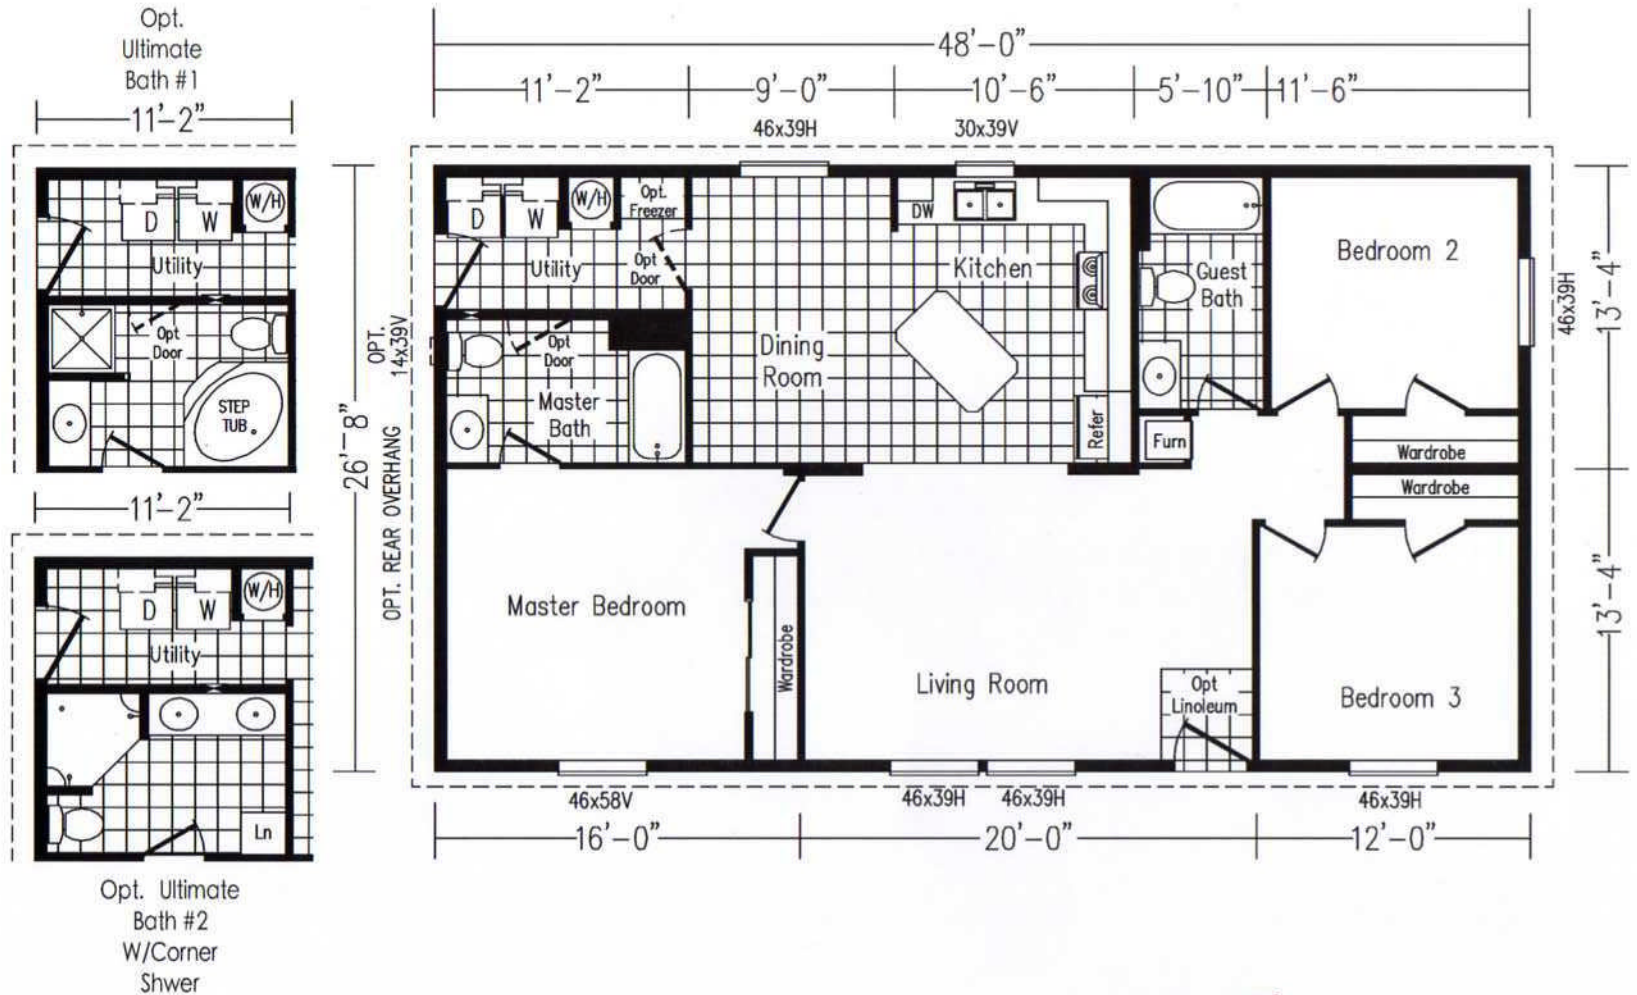 Opt.
Ultimate
Bath #1
11'-2"
D
W
W/H
Utility
Opt
Door
STEP
TUB
11'-2"
D
W
W/H
Utility
Ln
Opt. Ultimate
Bath #2
W/Corner
Shwer
48'-0"
11'-2"
9'-0"
10'-6"
5'-10"
11'-6"
46x39H
30x39V
26'-8"
OPT.
14x39V
OPT. REAR OVERHANG
D
W
W/H
Opt.
Freezer
Utility
Opt
Door
Opt
Door
Master
Bath
Dining
Room
DW
Kitchen
Refer
Guest
Bath
Furn
Bedroom 2
Wardrobe
Wardrobe
46x39H
13'-4"
13'-4"
Master Bedroom
Wardrobe
Living Room
Opt
Linoleum
Bedroom 3
46x58V
46x39H
46x39H
46x39H
16'-0"
20'-0"
12'-0"